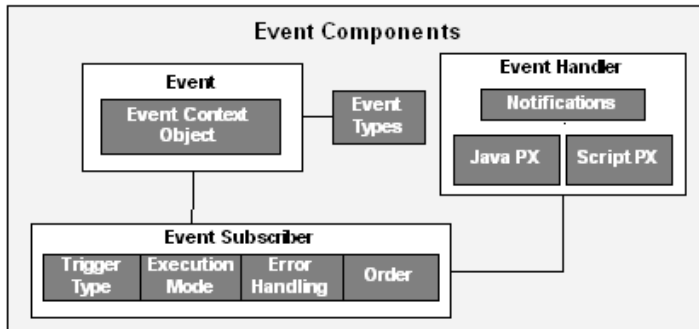 Event Components
Event
Event Context
Object
Event
Types
Event Handler
Notifications
Java PX
Script PX
Event Subscriber
Trigger
Type
Execution
Mode
Error
Handling
Order